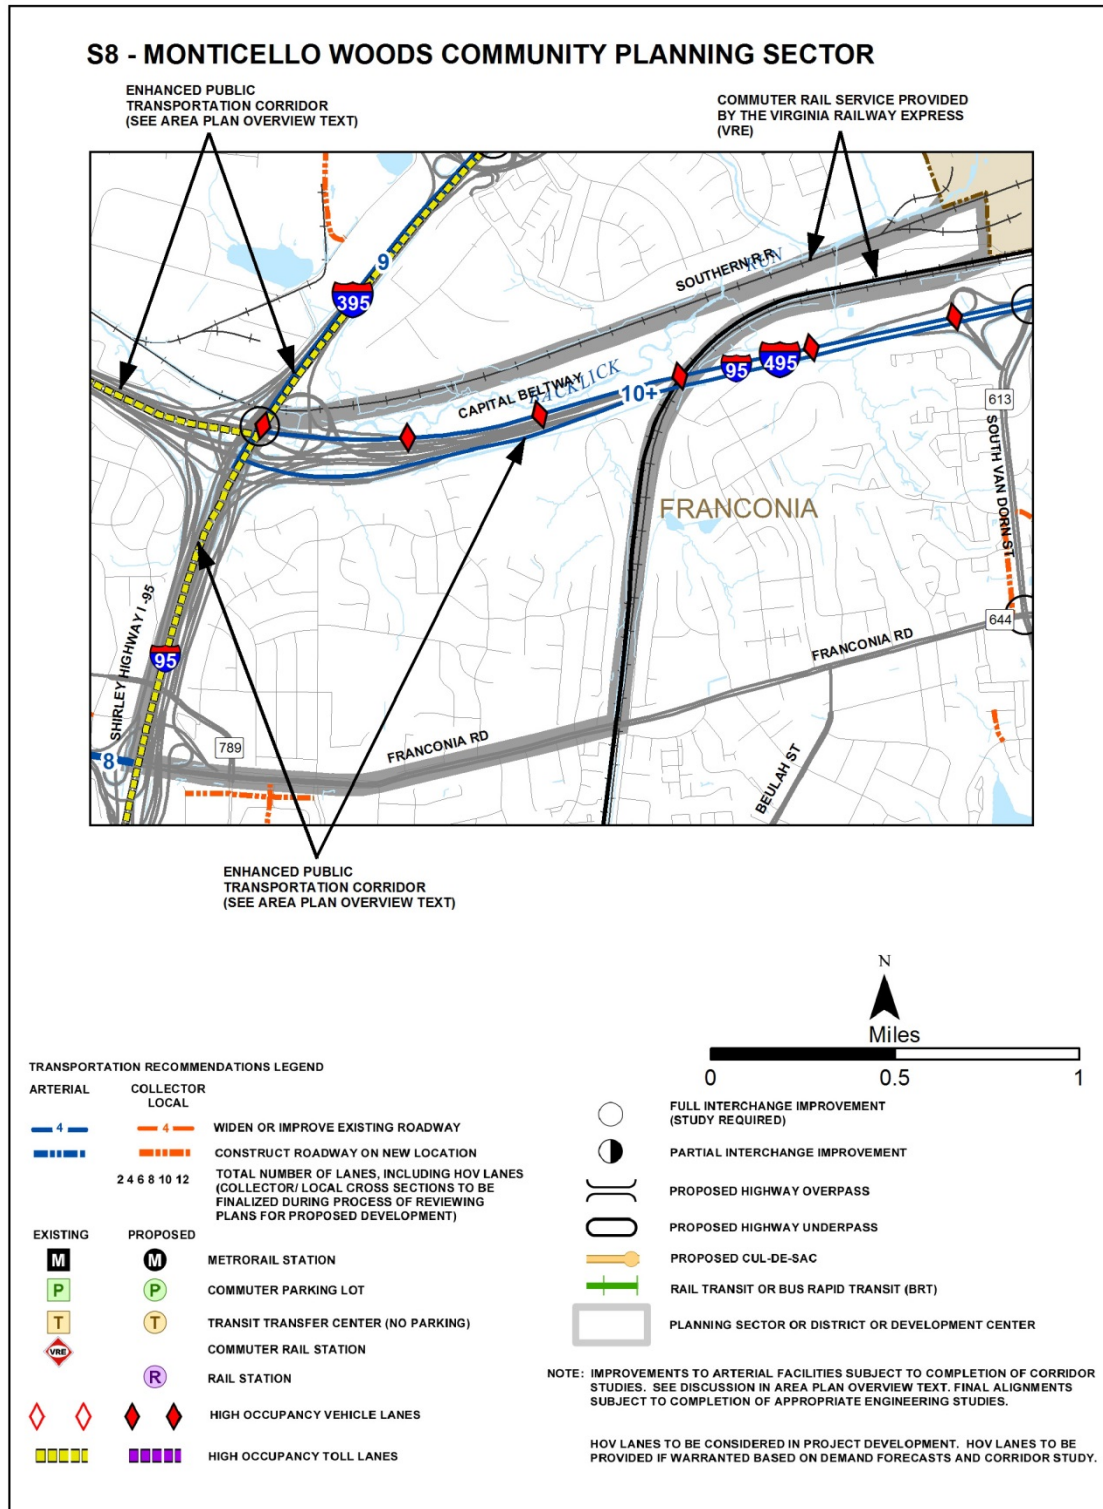 S8 - MONTICELLO WOODS COMMUNITY PLANNING SECTOR
ENHANCED PUBLIC
TRANSPORTATION CORRIDOR
(SEE AREA PLAN OVERVIEW TEXT)
COMMUTER RAIL SERVICE PROVIDED
BY THE VIRGINIA RAILWAY EXPRESS
(VRE)
9
395
SOUTHERN R.R.
RUN
BACKLICK
CAPITAL BELTWAY
10+
95
495
613
SOUTH VAN DORN ST
FRANCONIA
644
FRANCONIA RD
SHIRLEY HIGHWAY I -95
95
789
FRANCONIA RD
8
BEULAH ST
ENHANCED PUBLIC
TRANSPORTATION CORRIDOR
(SEE AREA PLAN OVERVIEW TEXT)
N
Miles
0 0.5 1
TRANSPORTATION RECOMMENDATIONS LEGEND
ARTERIAL COLLECTOR
LOCAL
4 4 WIDEN OR IMPROVE EXISTING ROADWAY
CONSTRUCT ROADWAY ON NEW LOCATION
2 4 6 8 10 12 TOTAL NUMBER OF LANES, INCLUDING HOV LANES
(COLLECTOR/ LOCAL CROSS SECTIONS TO BE
FINALIZED DURING PROCESS OF REVIEWING
PLANS FOR PROPOSED DEVELOPMENT)
EXISTING PROPOSED
M M METRORAIL STATION
P P COMMUTER PARKING LOT
T T TRANSIT TRANSFER CENTER (NO PARKING)
VRE COMMUTER RAIL STATION
R RAIL STATION
HIGH OCCUPANCY VEHICLE LANES
HIGH OCCUPANCY TOLL LANES
FULL INTERCHANGE IMPROVEMENT
(STUDY REQUIRED)
PARTIAL INTERCHANGE IMPROVEMENT
PROPOSED HIGHWAY OVERPASS
PROPOSED HIGHWAY UNDERPASS
PROPOSED CUL-DE-SAC
RAIL TRANSIT OR BUS RAPID TRANSIT (BRT)
PLANNING SECTOR OR DISTRICT OR DEVELOPMENT CENTER
NOTE: IMPROVEMENTS TO ARTERIAL FACILITIES SUBJECT TO COMPLETION OF CORRIDOR
STUDIES. SEE DISCUSSION IN AREA PLAN OVERVIEW TEXT. FINAL ALIGNMENTS
SUBJECT TO COMPLETION OF APPROPRIATE ENGINEERING STUDIES.
HOV LANES TO BE CONSIDERED IN PROJECT DEVELOPMENT. HOV LANES TO BE
PROVIDED IF WARRANTED BASED ON DEMAND FORECASTS AND CORRIDOR STUDY.